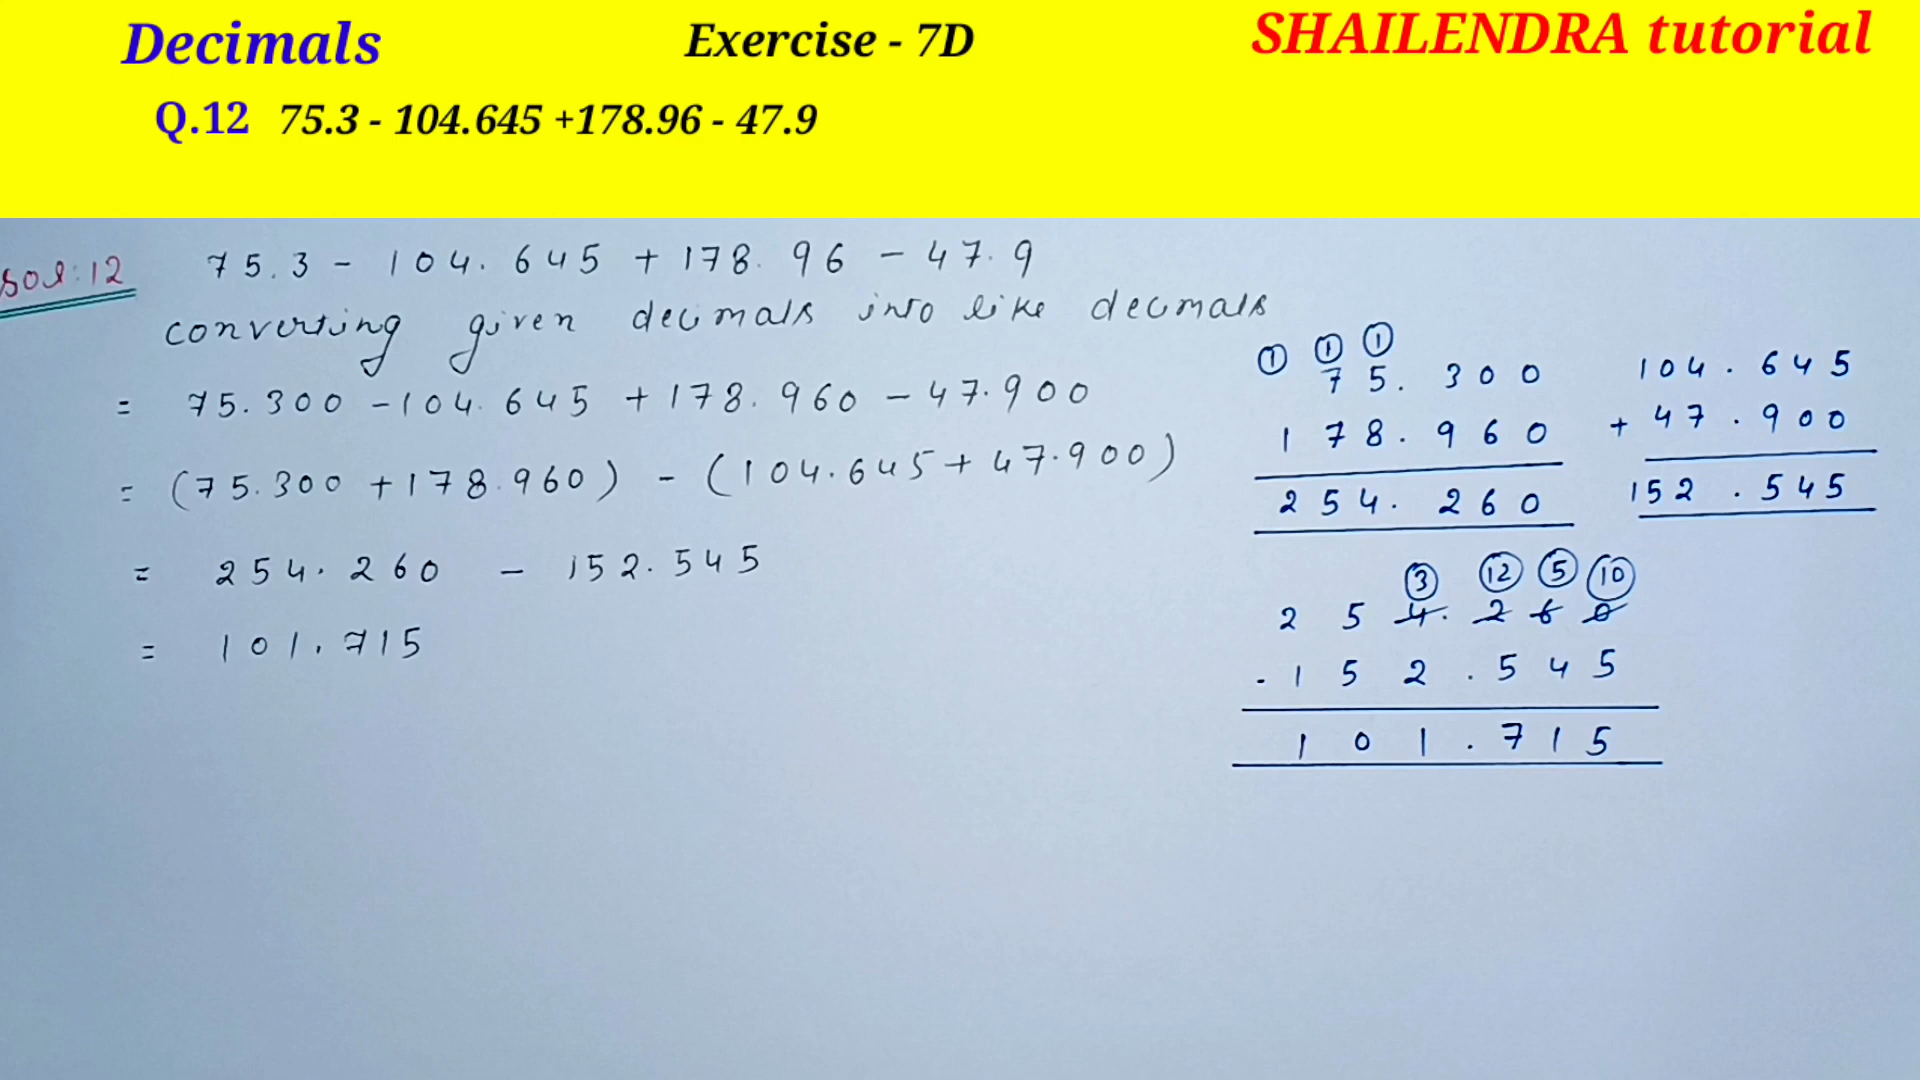 Decimals
Exercise - 7D
SHAILENDRA tutorial
Q.12 75.3 - 104.645 +178.96 - 47.9
Sol:12 75.3 - 104.645 + 178.96 - 47.9
converting given decimals into like decimals
= 75.300 - 104.645 + 178.960 - 47.900
= (75.300 + 178.960) - (104.645 + 47.900)
= 254.260 - 152.545
= 101.715
1 1 1
75.300
178.960
254.260
104.645
+ 47.900
152.545
3 12 5 10
254.260
- 152.545
101.715